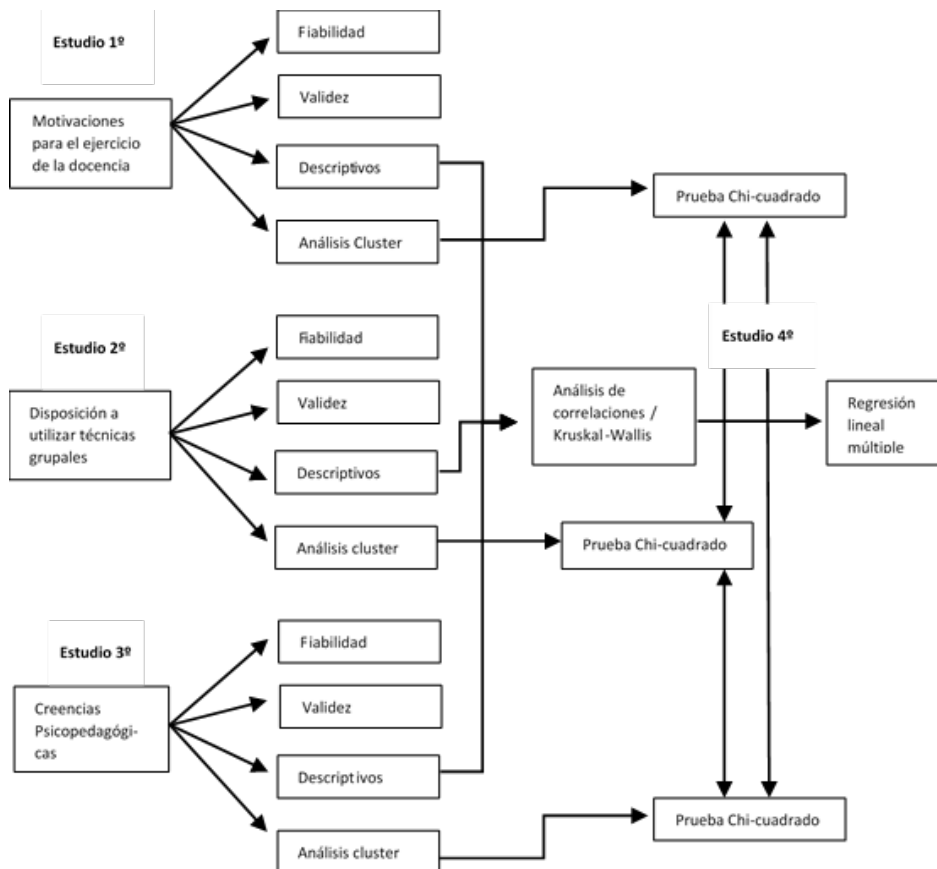 Estudio 1º
Motivaciones
para el ejercicio
de la docencia
Fiabilidad
Validez
Descriptivos
Análisis Cluster
Prueba Chi-cuadrado
Estudio 2º
Disposición a
utilizar técnicas
grupales
Fiabilidad
Validez
Descriptivos
Análisis cluster
Análisis de
correlaciones /
Kruskal-Wallis
Estudio 4º
Regresión
lineal
múltiple
Prueba Chi-cuadrado
Estudio 3º
Creencias
Psicopedagógi-
cas
Fiabilidad
Validez
Descriptivos
Análisis cluster
Prueba Chi-cuadrado